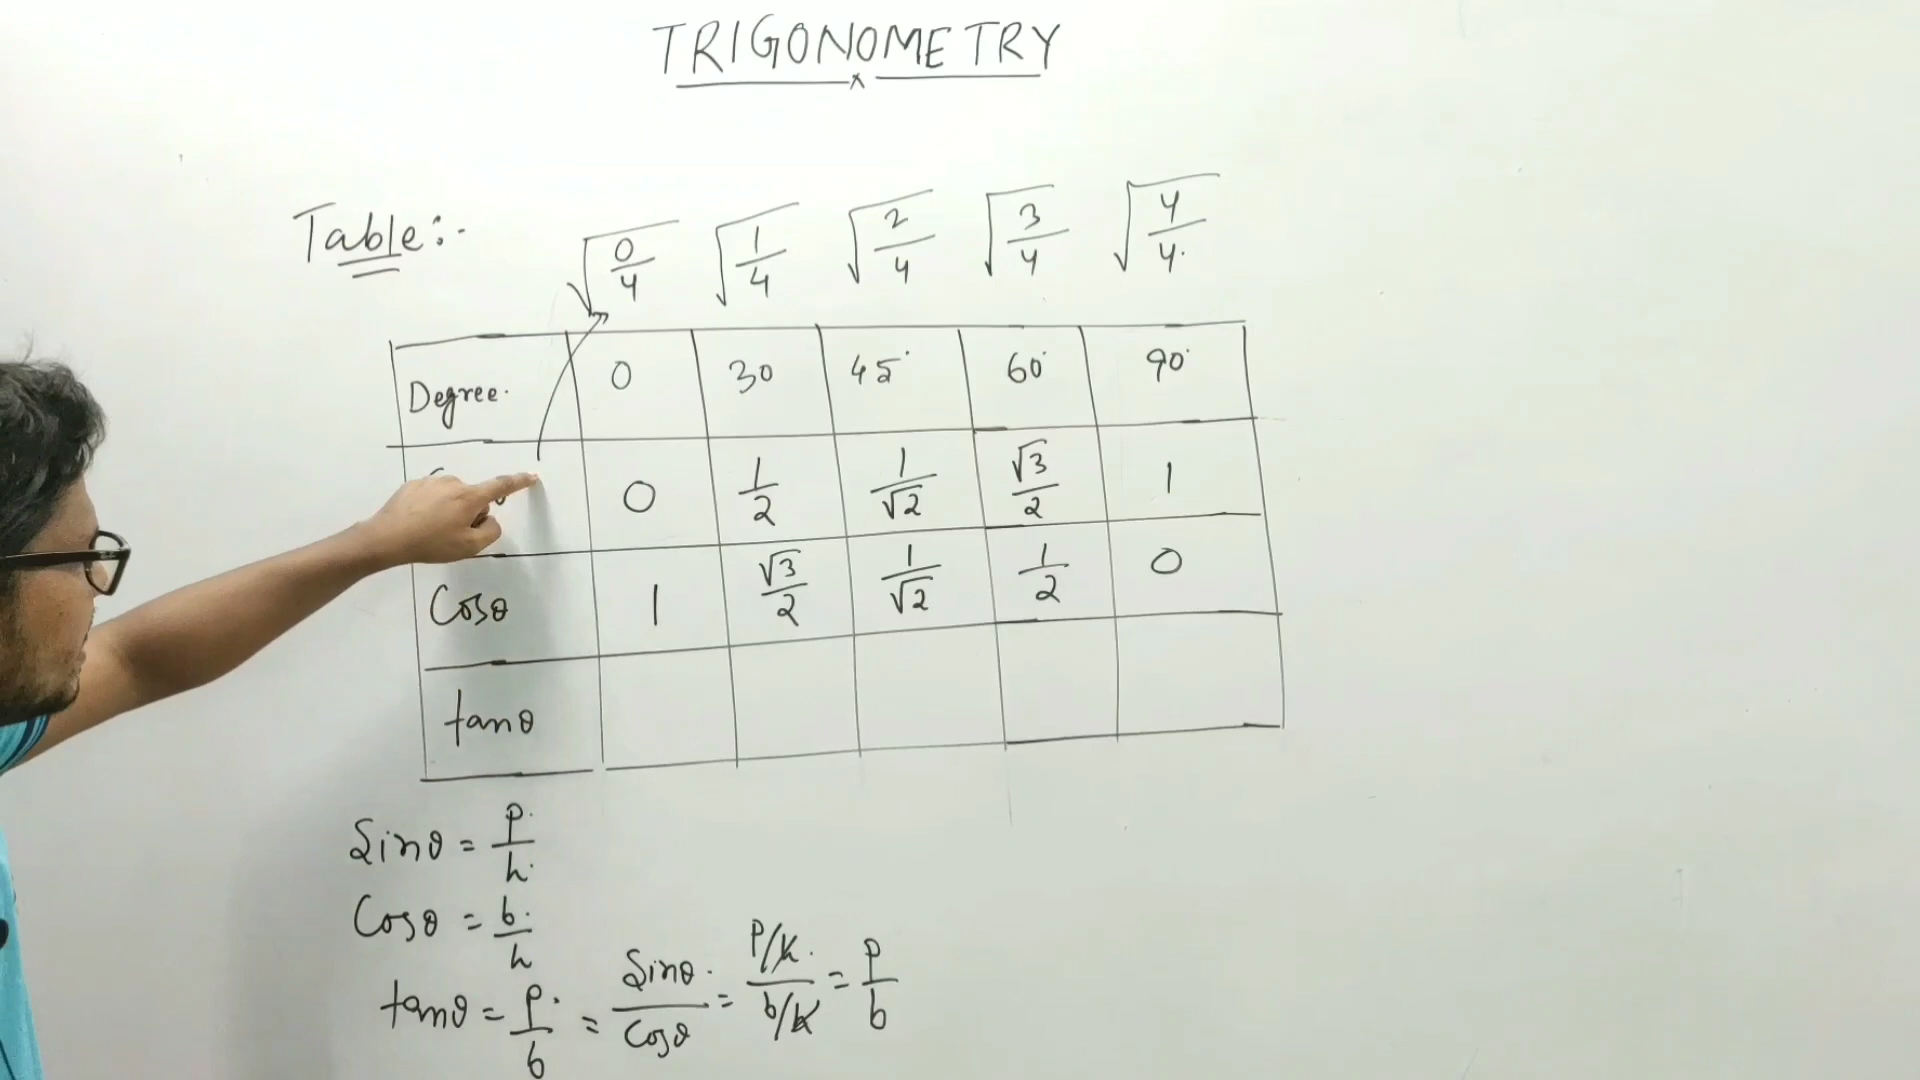 TRIGONOMETRY
Table:-
√0/4 √1/4 √2/4 √3/4 √4/4
Degree. 0 30 45° 60° 90°
0 1/2 1/√2 √3/2 1
Cosθ 1 √3/2 1/√2 1/2 0
tanθ
Sinθ = p/h
Cosθ = b/h
tanθ = p/b = Sinθ/Cosθ = p/h / b/h = p/b